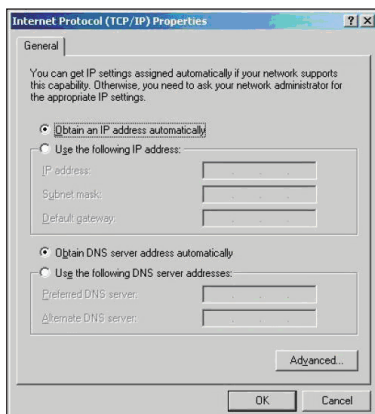 Internet Protocol (TCP/IP) Properties
General
You can get IP settings assigned automatically if your network supports
this capability. Otherwise, you need to ask your network administrator for
the appropriate IP settings.
Obtain an IP address automatically
Use the following IP address:
IP address:
Subnet mask:
Default gateway:
Obtain DNS server address automatically
Use the following DNS server addresses:
Preferred DNS server:
Alternate DNS server:
Advanced...
OK
Cancel